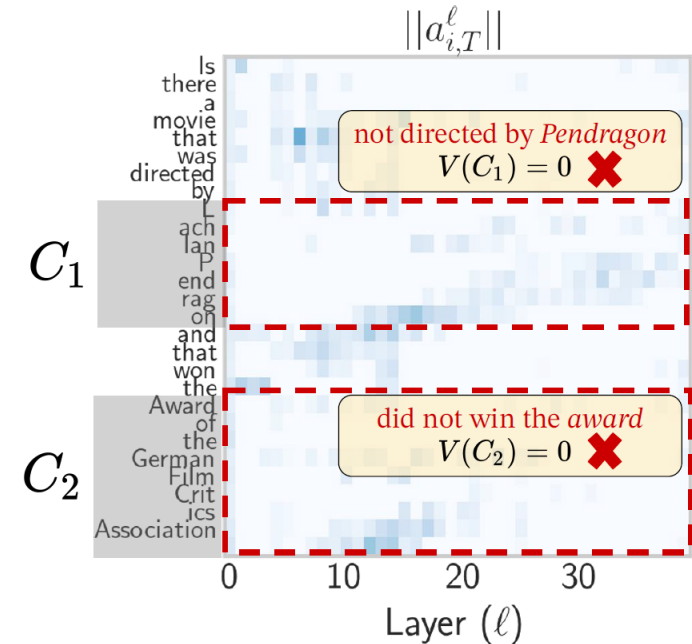 ||a^ℓ_{i,T}||
Is
there
a
movie
that
was
directed
by
L
ach
lan
P
end
rag
on
and
that
won
the
Award
of
the
German
Film
Crit
ics
Association
C₁
C₂
not directed by Pendragon
V(C₁) = 0 ✖
did not win the award
V(C₂) = 0 ✖
0 10 20 30
Layer (ℓ)